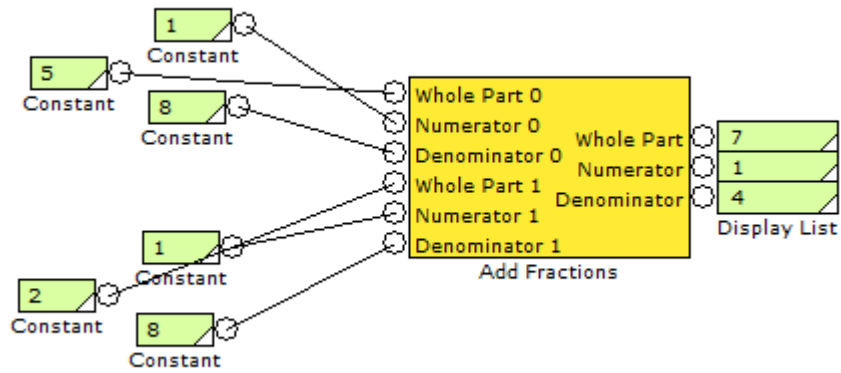 1
Constant
5
Constant
8
Constant
1
Constant
2
Constant
8
Constant
Whole Part 0
Numerator 0
Denominator 0
Whole Part 1
Numerator 1
Denominator 1
Whole Part
Numerator
Denominator
Add Fractions
7
1
4
Display List